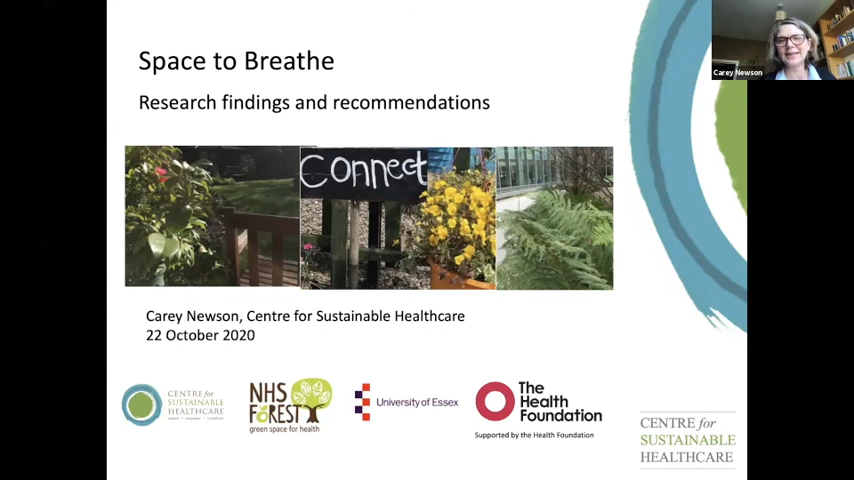 Space to Breathe
Research findings and recommendations
Carey Newson
Connect
Carey Newson, Centre for Sustainable Healthcare
22 October 2020
CENTRE for
SUSTAINABLE
HEALTHCARE
NHS
FOREST
green space for health
University of Essex
The
Health
Foundation
Supported by the Health Foundation
CENTRE for
SUSTAINABLE
HEALTHCARE